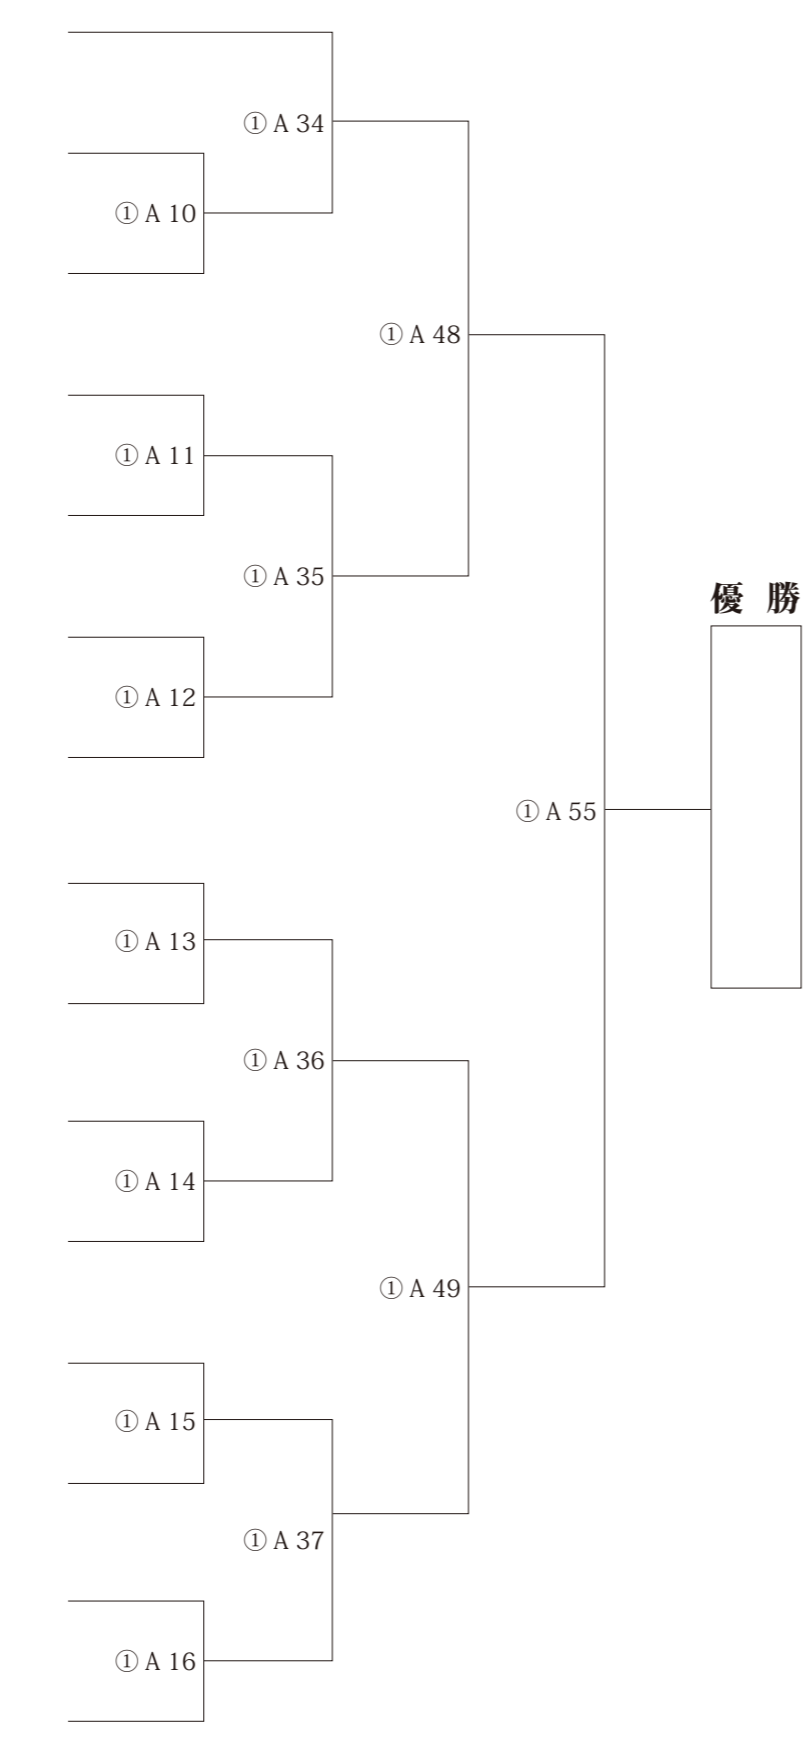 ① A 34
① A 10
① A 48
① A 11
① A 35
優 勝
① A 12
① A 55
① A 13
① A 36
① A 14
① A 49
① A 15
① A 37
① A 16